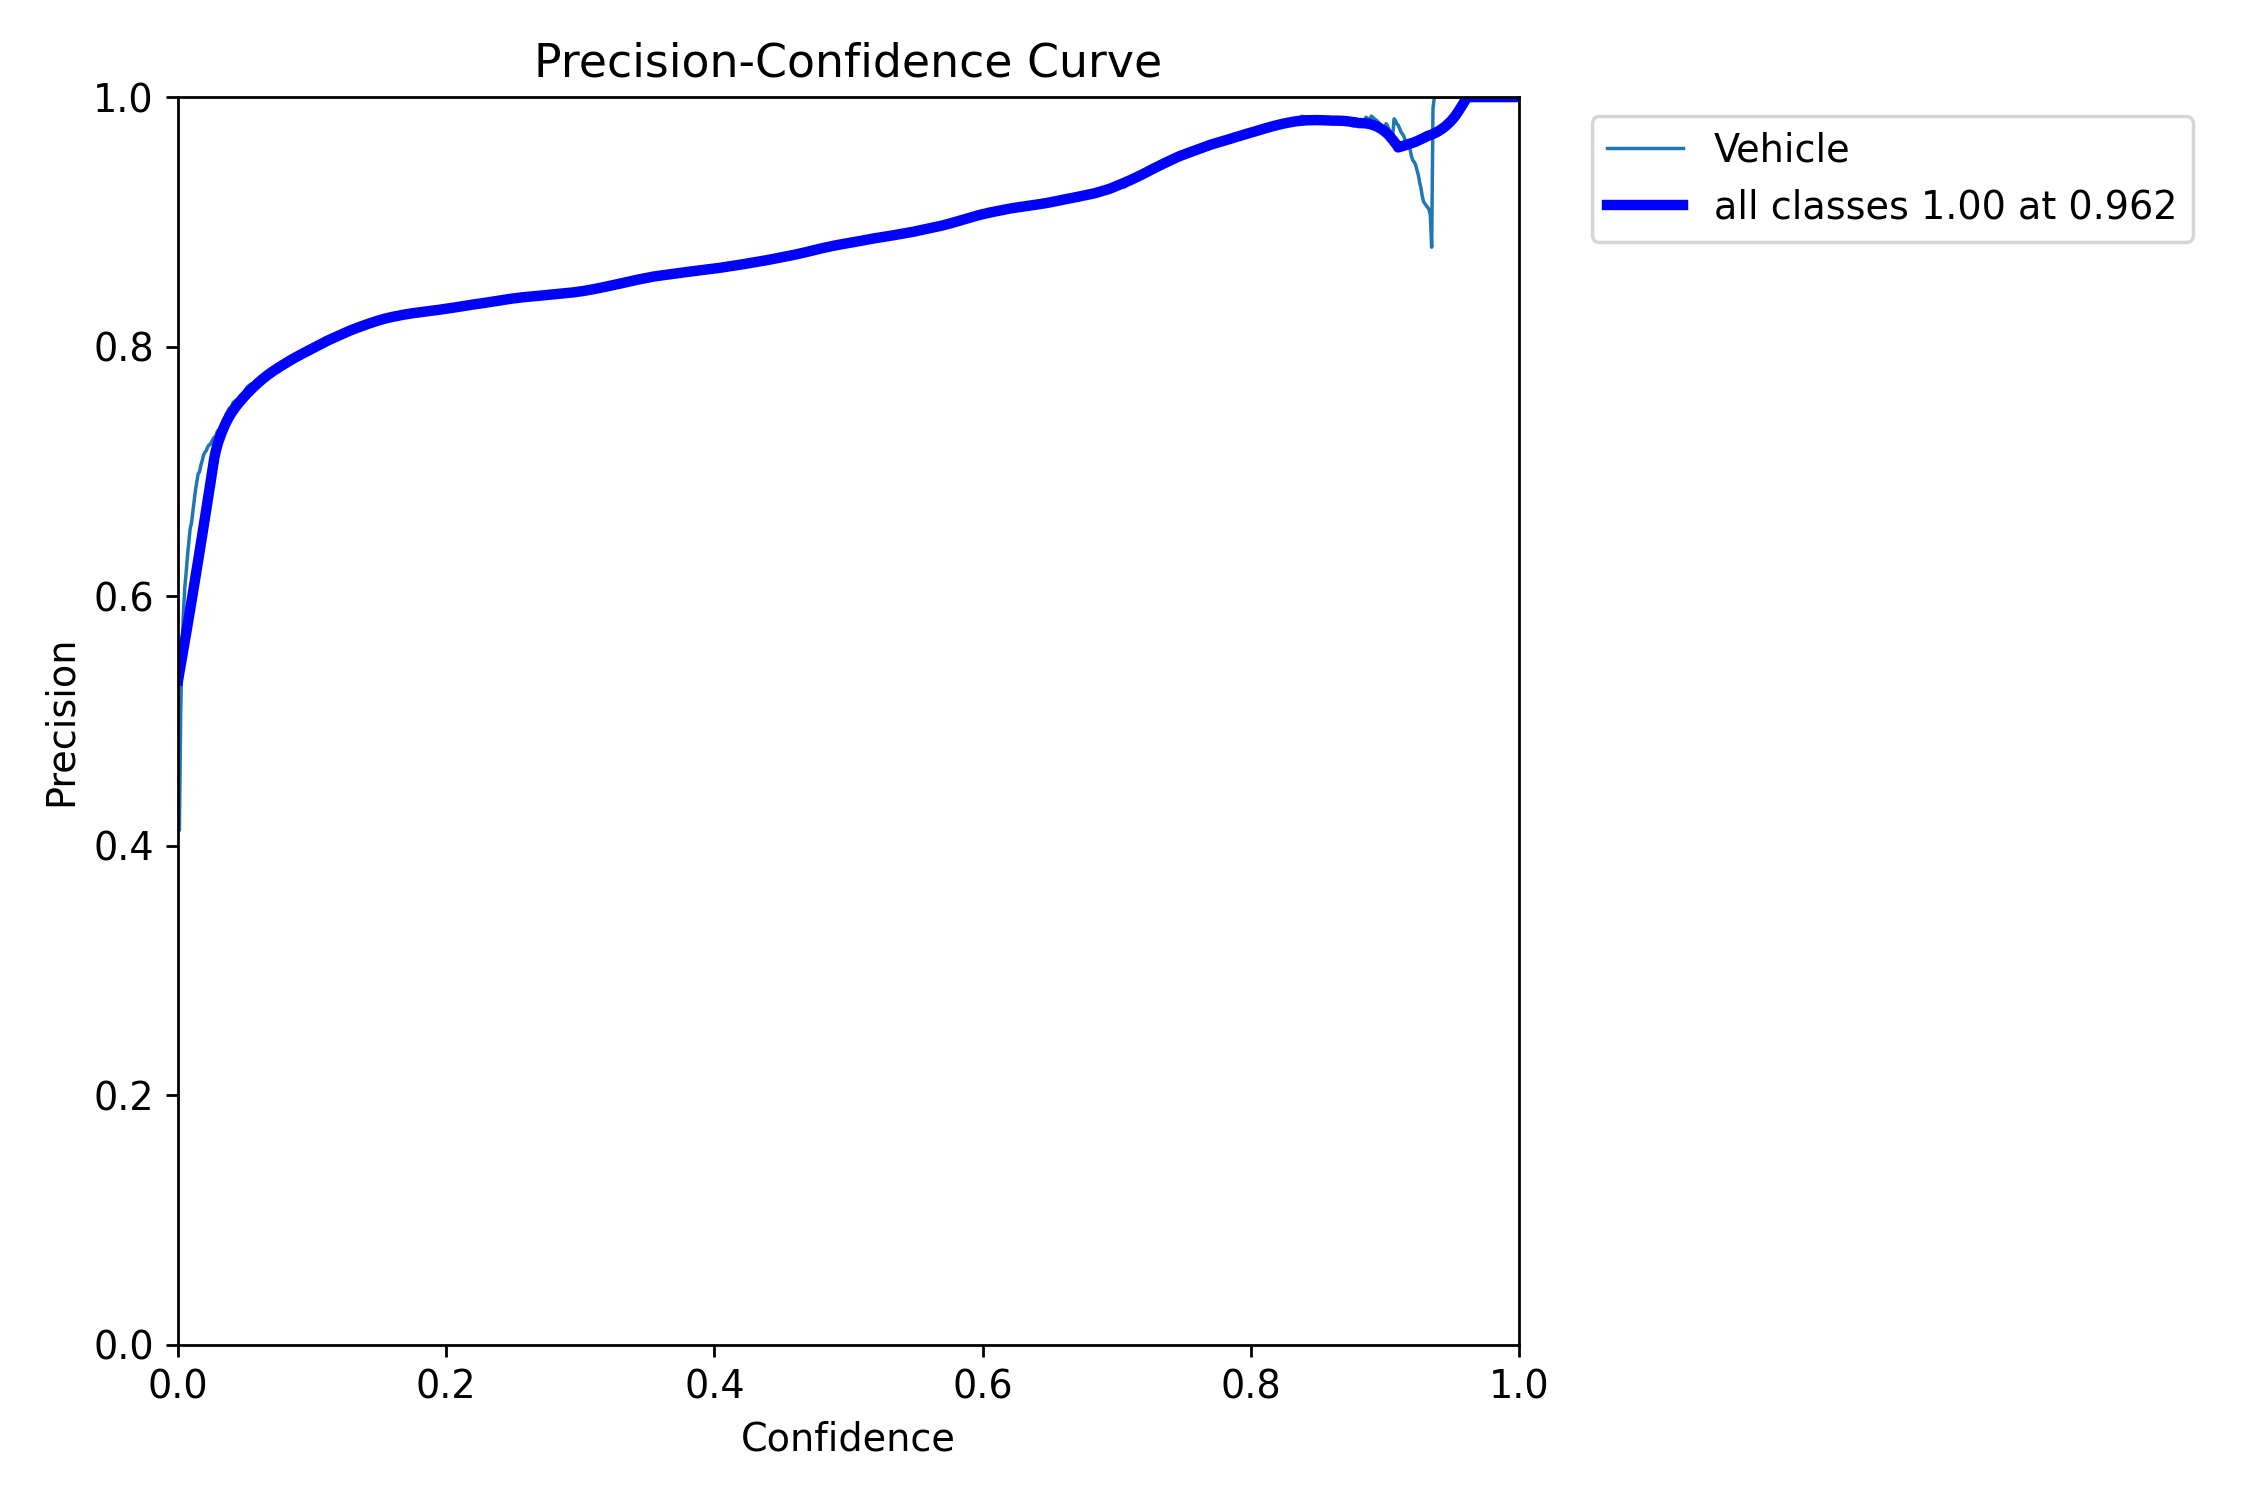 Precision-Confidence Curve
1.0
0.8
0.6
0.4
0.2
0.0
Precision
0.0 0.2 0.4 0.6 0.8 1.0
Confidence
Vehicle
all classes 1.00 at 0.962